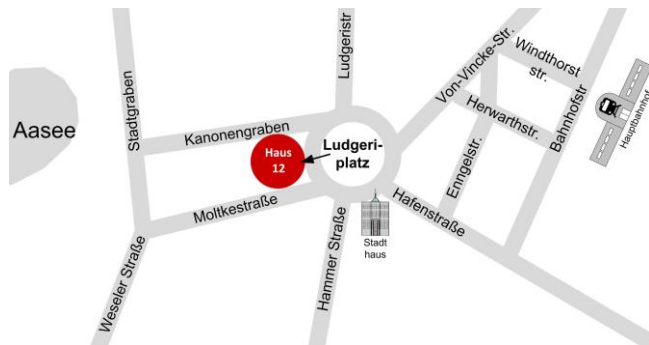 Aasee
Stadtgraben
Kanonengraben
Ludgeristr
Von-Vincke-Str.
Windthorst
str.
Herwarthstr.
Bahnhofstr
Hauptbahnhof
Haus
12
Ludgeri-
platz
Enngelstr.
Moltkestraße
Hafenstraße
Stadt
haus
Weseler Straße
Hammer Straße